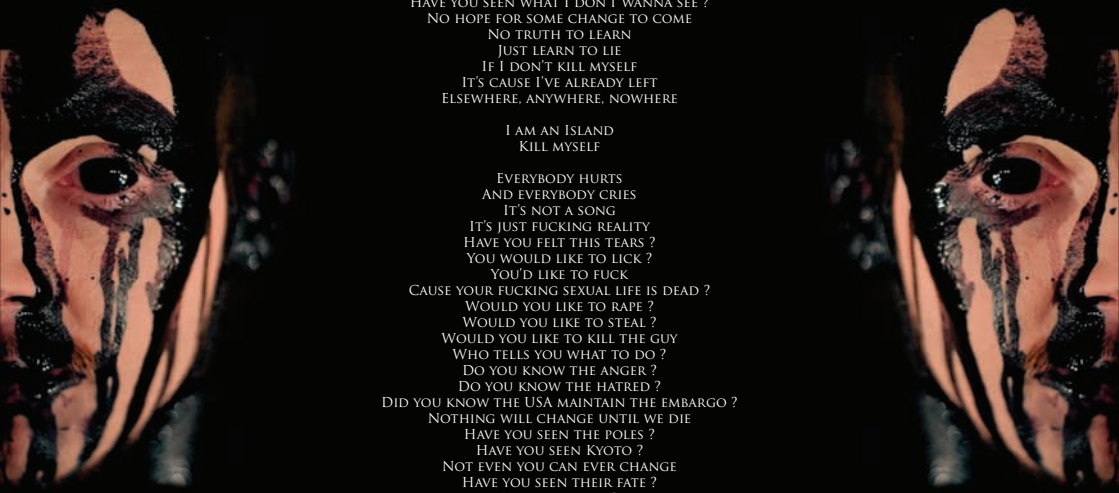 Have you seen what I don't wanna see ?
No hope for some change to come
No truth to learn
Just learn to lie
If I don't kill myself
It's cause I've already left
Elsewhere, anywhere, nowhere
I am an Island
Kill myself
Everybody hurts
And everybody cries
It's not a song
It's just fucking reality
Have you felt this tears ?
You would like to lick ?
You'd like to fuck
Cause your fucking sexual life is dead ?
Would you like to rape ?
Would you like to steal ?
Would you like to kill the guy
Who tells you what to do ?
Do you know the anger ?
Do you know the hatred ?
Did you know the USA maintain the embargo ?
Nothing will change until we die
Have you seen the poles ?
Have you seen Kyoto ?
Not even you can ever change
Have you seen their fate ?